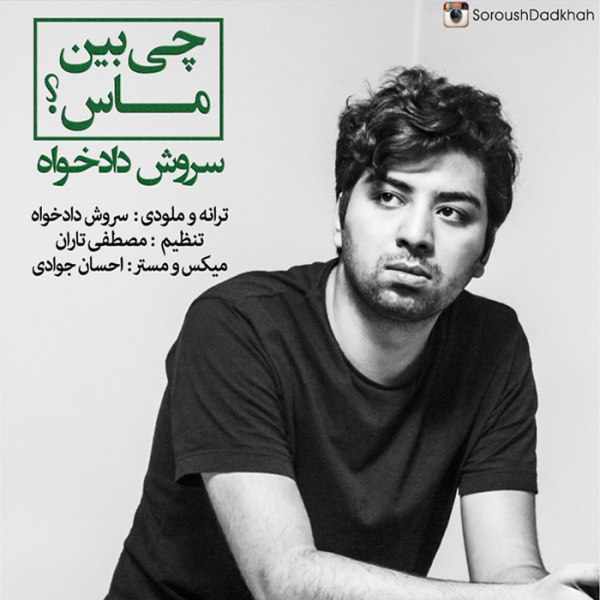 SoroushDadkhah
چی بین
ماس؟
سروش دادخواه
ترانه و ملودی : سروش دادخواه
تنظیم : مصطفی تاران
میکس و مستر : احسان جوادی